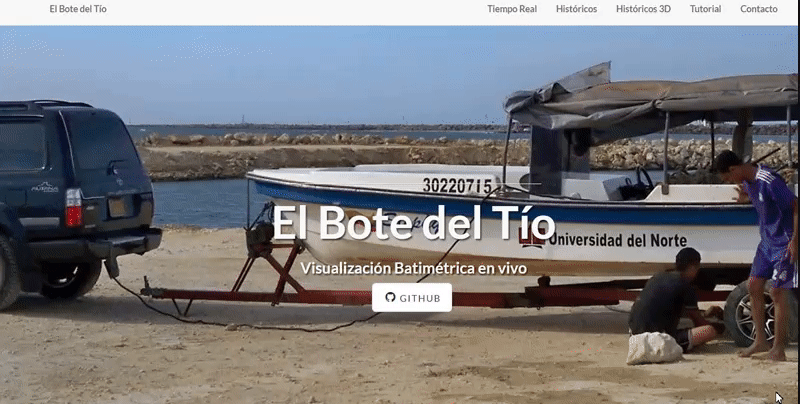 El Bote del Tío
Tiempo Real
Históricos
Históricos 3D
Tutorial
Contacto
30220715
El Bote del Tío
Universidad del Norte
Visualización Batimétrica en vivo
GITHUB